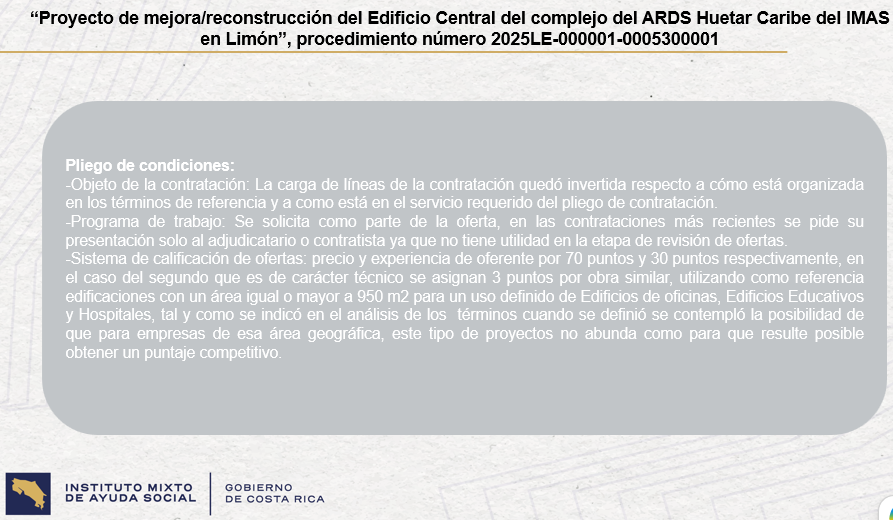 “Proyecto de mejora/reconstrucción del Edificio Central del complejo del ARDS Huetar Caribe del IMAS
en Limón”, procedimiento número 2025LE-000001-0005300001
Pliego de condiciones:
-Objeto de la contratación: La carga de líneas de la contratación quedó invertida respecto a cómo está organizada
en los términos de referencia y a como está en el servicio requerido del pliego de contratación.
-Programa de trabajo: Se solicita como parte de la oferta, en las contrataciones más recientes se pide su
presentación solo al adjudicatario o contratista ya que no tiene utilidad en la etapa de revisión de ofertas.
-Sistema de calificación de ofertas: precio y experiencia de oferente por 70 puntos y 30 puntos respectivamente, en
el caso del segundo que es de carácter técnico se asignan 3 puntos por obra similar, utilizando como referencia
edificaciones con un área igual o mayor a 950 m2 para un uso definido de Edificios de oficinas, Edificios Educativos
y Hospitales, tal y como se indicó en el análisis de los términos cuando se definió se contempló la posibilidad de
que para empresas de esa área geográfica, este tipo de proyectos no abunda como para que resulte posible
obtener un puntaje competitivo.
INSTITUTO MIXTO
DE AYUDA SOCIAL
GOBIERNO
DE COSTA RICA